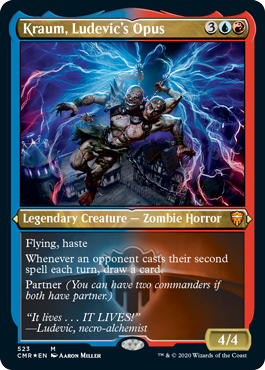 Kraum, Ludevic's Opus 3
Legendary Creature — Zombie Horror
Flying, haste
Whenever an opponent casts their second
spell each turn, draw a card.
Partner (You can have two commanders if
both have partner.)
"It lives . . . IT LIVES!"
—Ludevic, necro-alchemist
4/4
523 M
CMR ★ EN AARON MILLER
™ & © 2020 Wizards of the Coast